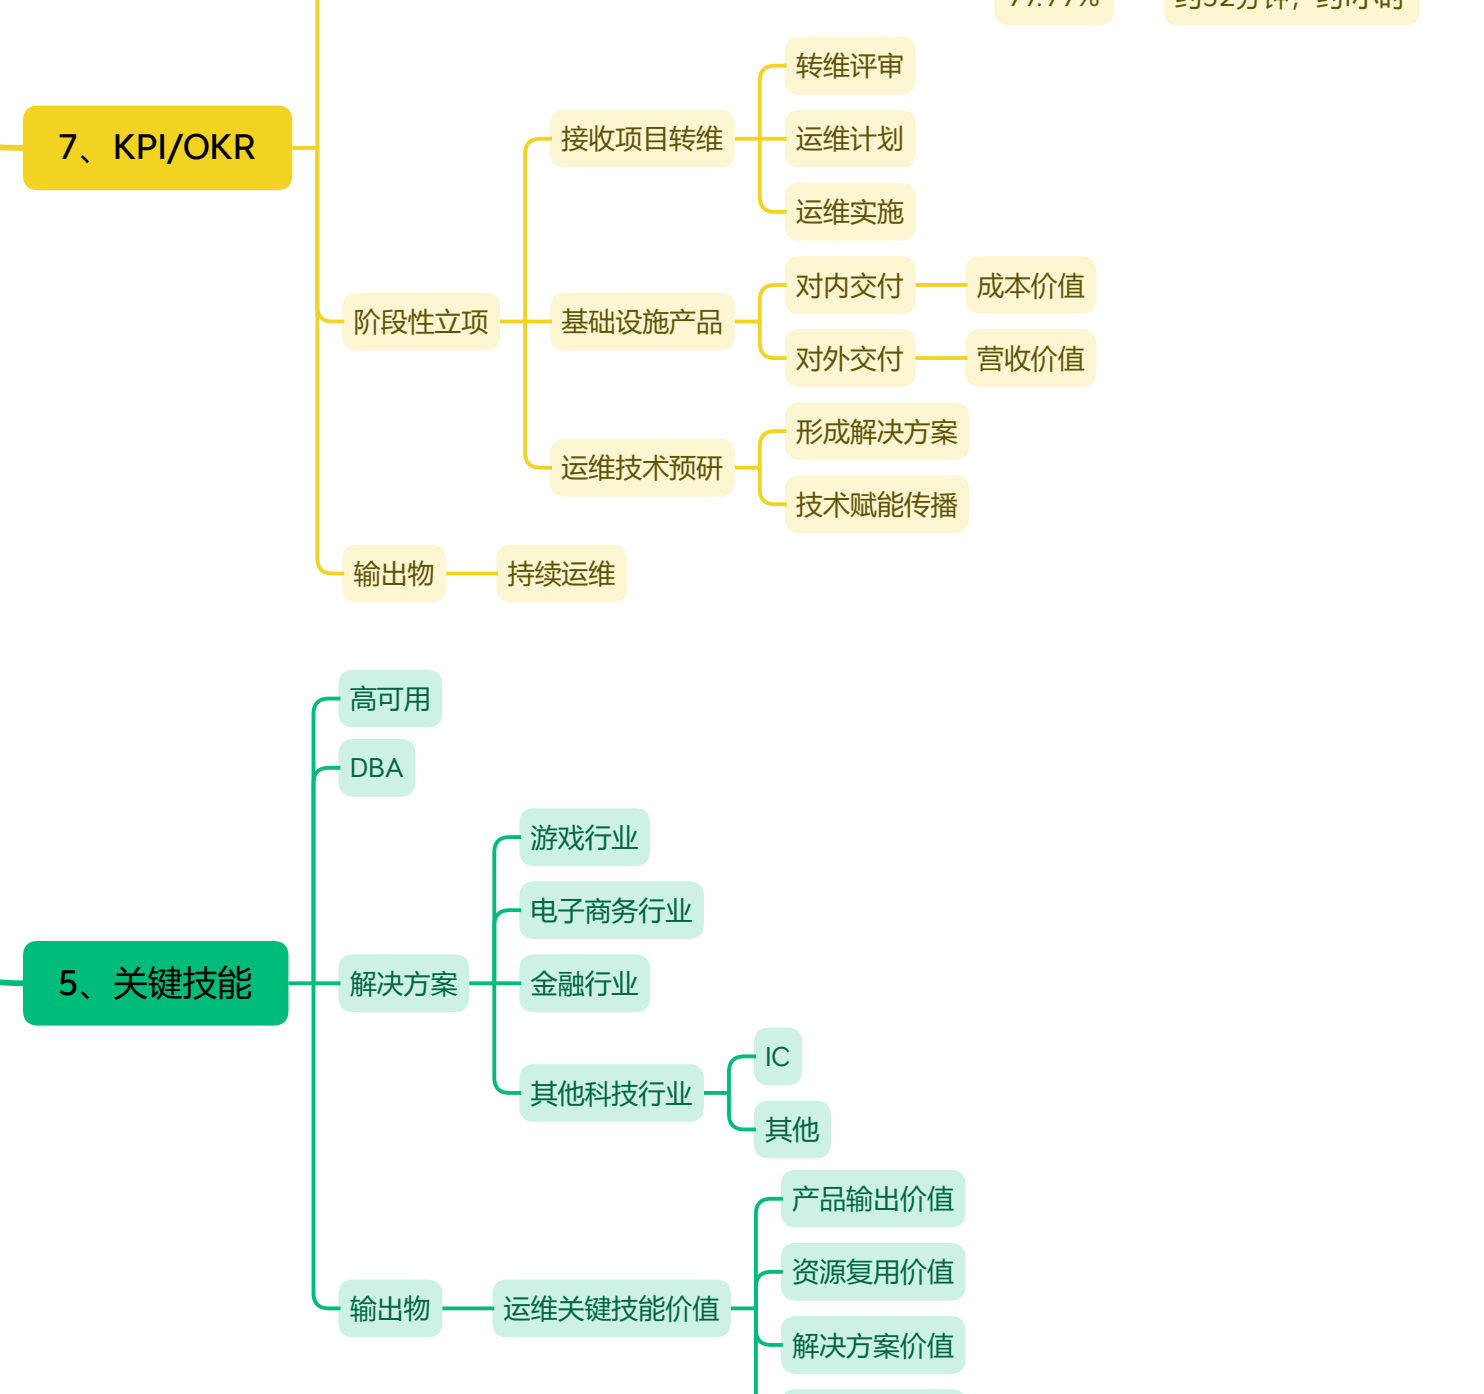 7、KPI/OKR
阶段性立项
接收项目转维
转维评审
运维计划
运维实施
基础设施产品
对内交付
成本价值
对外交付
营收价值
运维技术预研
形成解决方案
技术赋能传播
输出物
持续运维
5、关键技能
高可用
DBA
解决方案
游戏行业
电子商务行业
金融行业
其他科技行业
IC
其他
输出物
运维关键技能价值
产品输出价值
资源复用价值
解决方案价值